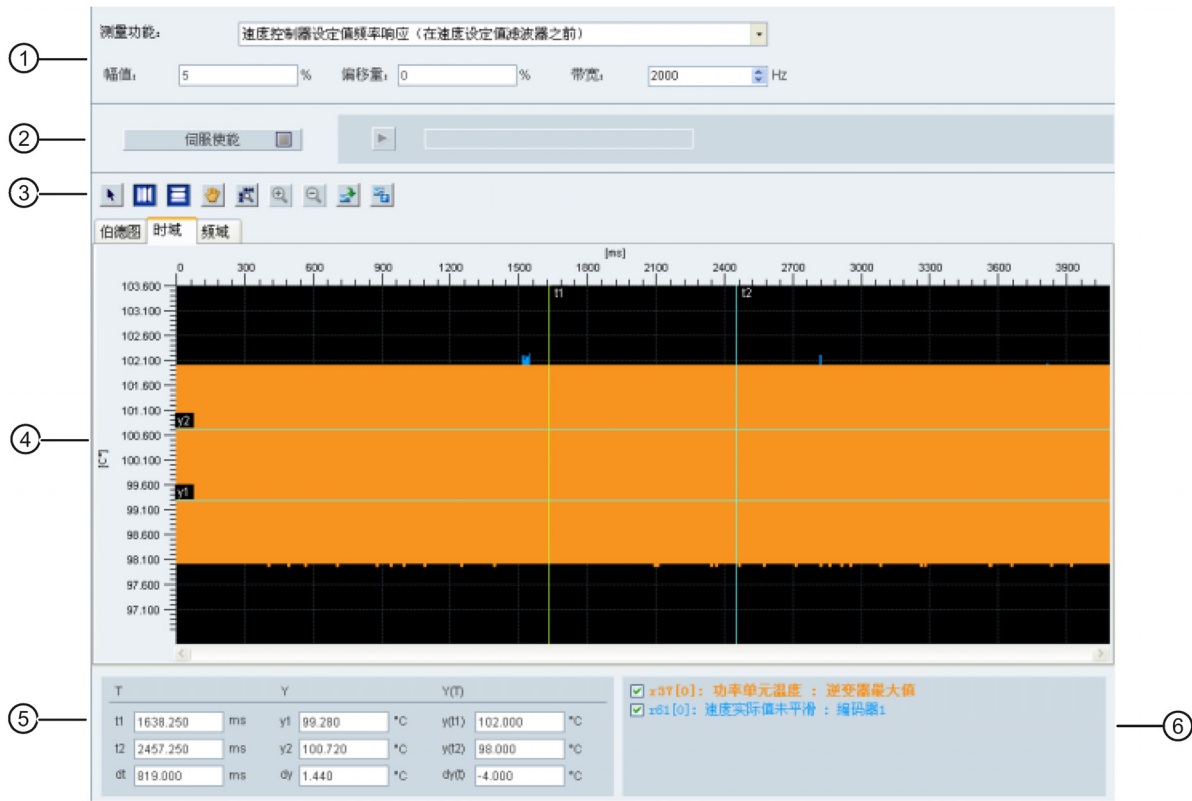 测量功能: 速度控制器设定值频率响应（在速度设定值滤波器之前）
① 幅值: 5 % 偏移量: 0 % 带宽: 2000 Hz
② 伺服使能
③
伯德图 时域 频域
[ms]
0 300 600 900 1200 1500 1800 2100 2400 2700 3000 3300 3600 3900
103.600 t1 t2
103.100
102.600
102.100
101.600
101.100
y2
100.600
④
[C°] 100.100
99.600
y1
99.100
98.600
98.100
97.600
97.100
T Y Y(T) r37[0]: 功率单元温度 : 逆变器最大值
⑤ t1 1638.250 ms y1 99.280 °C y(t1) 102.000 °C r61[0]: 速度实际值未平滑 : 编码器1 ⑥
t2 2457.250 ms y2 100.720 °C y(t2) 98.000 °C
dt 819.000 ms dy 1.440 °C dy(t) -4.000 °C